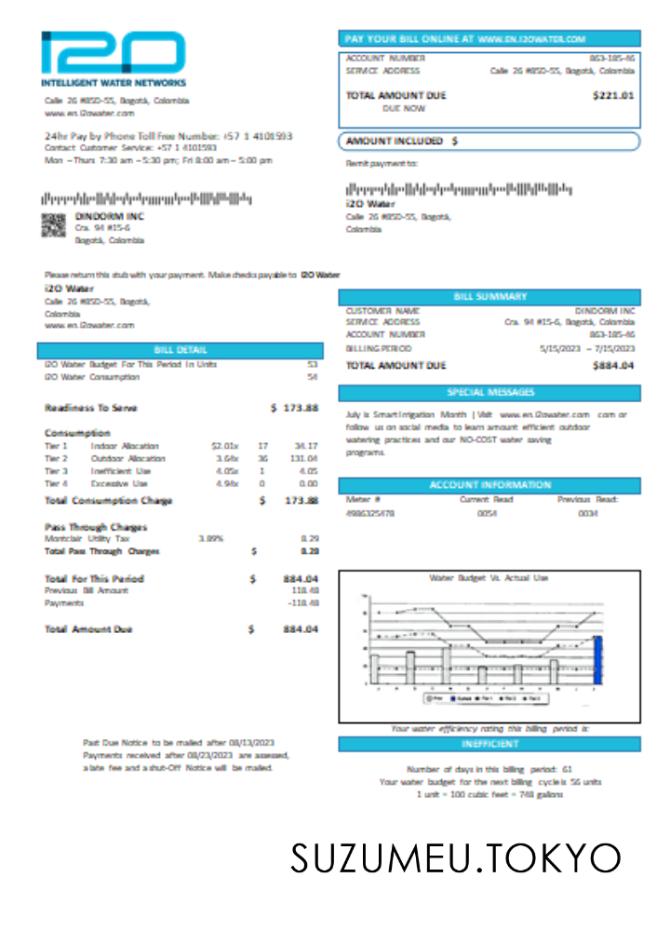 i2O
INTELLIGENT WATER NETWORKS
Calle 26 #85D-55, Bogotá, Colombia
www.en.i2owater.com
24hr Pay by Phone Toll Free Number: +57 1 4101593
Contact Customer Service: +57 1 4101593
Mon – Thurs 7:30 am – 5:30 pm; Fri 8:00 am – 5:00 pm
DINDORM INC
Cra. 94 #15-6
Bogotá, Colombia
PAY YOUR BILL ONLINE AT WWW.EN.I2OWATER.COM
ACCOUNT NUMBER 863-185-46
SERVICE ADDRESS Calle 26 #85D-55, Bogotá, Colombia
TOTAL AMOUNT DUE $221.01
DUE NOW
AMOUNT INCLUDED $
Remit payment to:
i2O Water
Calle 26 #85D-55, Bogotá,
Colombia
Please return this stub with your payment. Make checks payable to I2O Water
i2O Water
Calle 26 #85D-55, Bogotá,
Colombia
www.en.i2owater.com
BILL DETAIL
I2O Water Budget For This Period In Units 53
I2O Water Consumption 54
Readiness To Serve $ 173.88
Consumption
Tier 1 Indoor Allocation $2.01x 17 34.17
Tier 2 Outdoor Allocation 3.64x 36 131.04
Tier 3 Inefficient Use 4.05x 1 4.05
Tier 4 Excessive Use 4.94x 0 0.00
Total Consumption Charge $ 173.88
Pass Through Charges
Montclair Utility Tax 3.89% 8.29
Total Pass Through Charges $ 8.29
Total For This Period $ 884.04
Previous Bill Amount 118.48
Payments -118.48
Total Amount Due $ 884.04
Past Due Notice to be mailed after 08/13/2023
Payments received after 08/23/2023 are assessed,
a late fee and a shut-Off Notice will be mailed.
BILL SUMMARY
CUSTOMER NAME DINDORM INC
SERVICE ADDRESS Cra. 94 #15-6, Bogotá, Colombia
ACCOUNT NUMBER 863-185-46
BILLING PERIOD 5/15/2023 – 7/15/2023
TOTAL AMOUNT DUE $884.04
SPECIAL MESSAGES
July is Smart Irrigation Month | Visit www.en.i2owater.com com or
follow us on social media to learn amount efficient outdoor
watering practices and our NO-COST water saving
programs.
ACCOUNT INFORMATION
Meter # Current Read Previous Read:
4986325478 0054 0034
Water Budget Vs. Actual Use
Your water efficiency rating this billing period is:
INEFFICIENT
Number of days in this billing period: 61
Your water budget for the next billing cycle is 56 units
1 unit = 100 cubic feet = 748 gallons
SUZUMEU.TOKYO